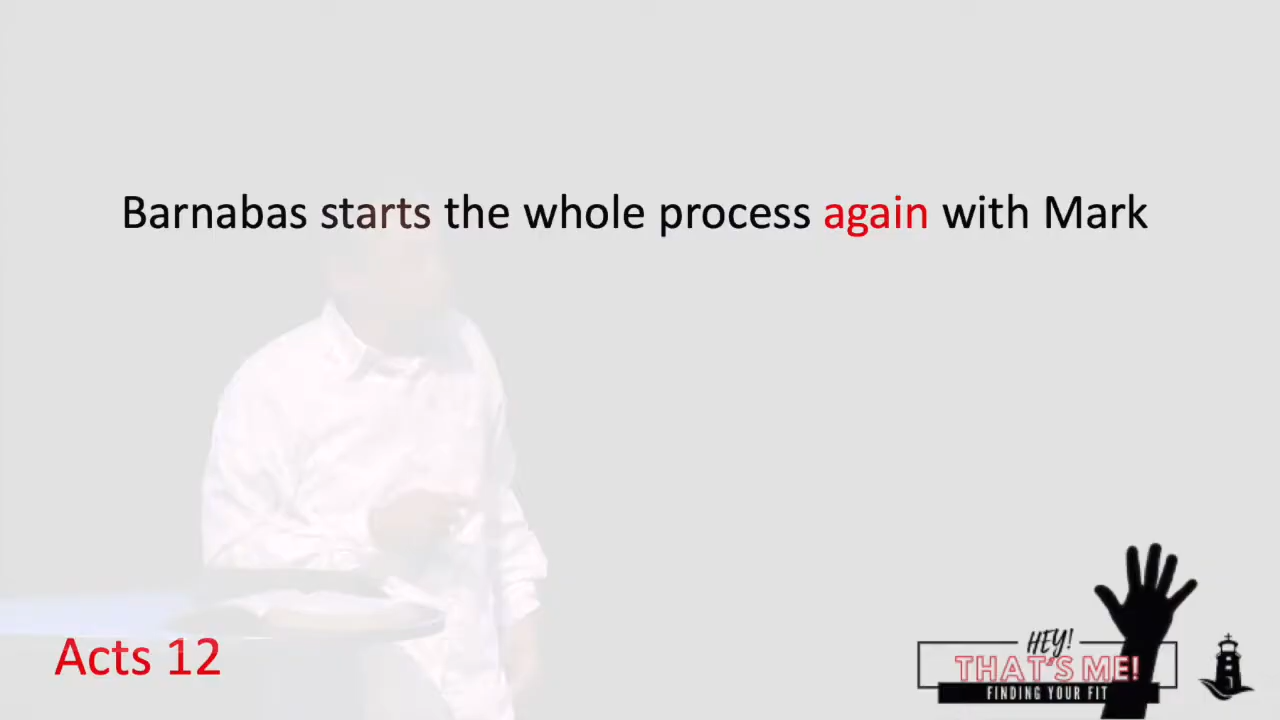 Barnabas starts the whole process again with Mark
Acts 12
HEY!
THAT'S ME!
FINDING YOUR FIT